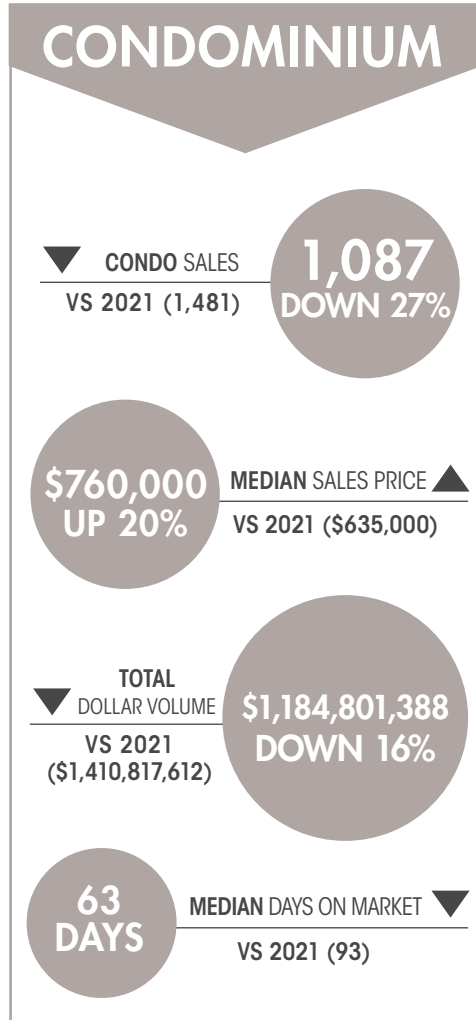 CONDOMINIUM
CONDO SALES
VS 2021 (1,481)
1,087
DOWN 27%
$760,000
UP 20%
MEDIAN SALES PRICE
VS 2021 ($635,000)
TOTAL
DOLLAR VOLUME
VS 2021
($1,410,817,612)
$1,184,801,388
DOWN 16%
63
DAYS
MEDIAN DAYS ON MARKET
VS 2021 (93)